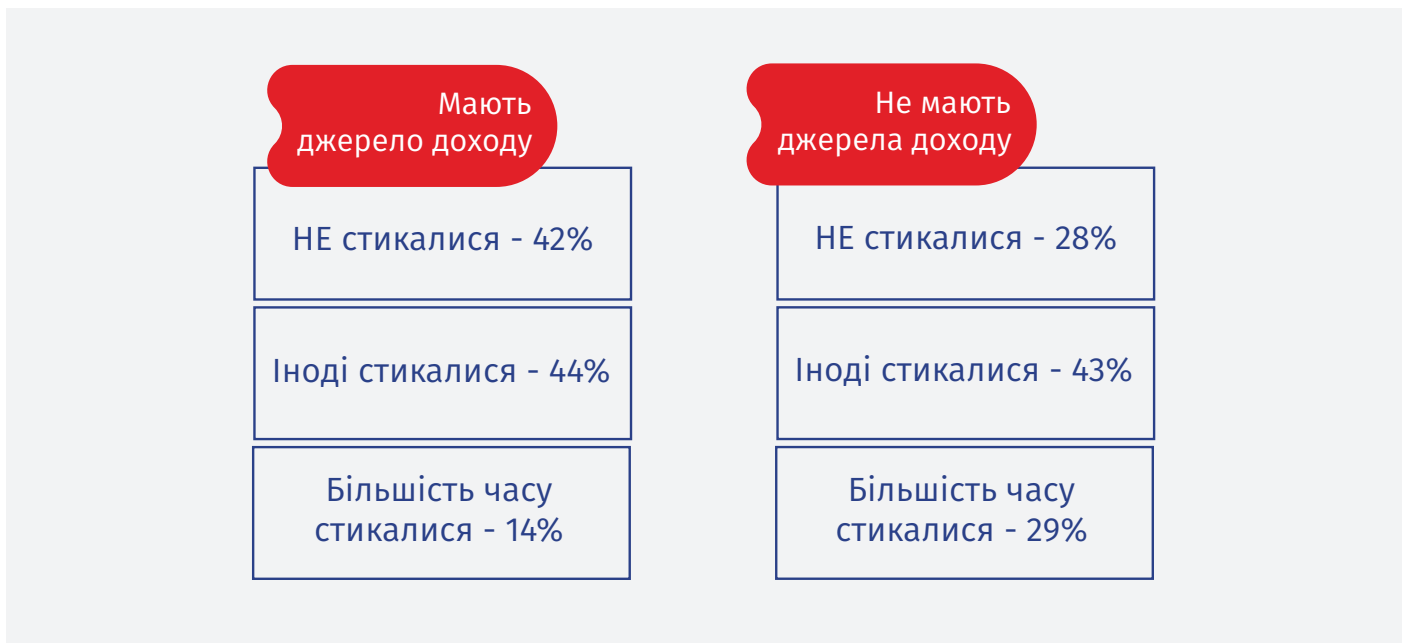 Мають
джерело доходу
НЕ стикалися - 42%
Іноді стикалися - 44%
Більшість часу
стикалися - 14%
Не мають
джерела доходу
НЕ стикалися - 28%
Іноді стикалися - 43%
Більшість часу
стикалися - 29%